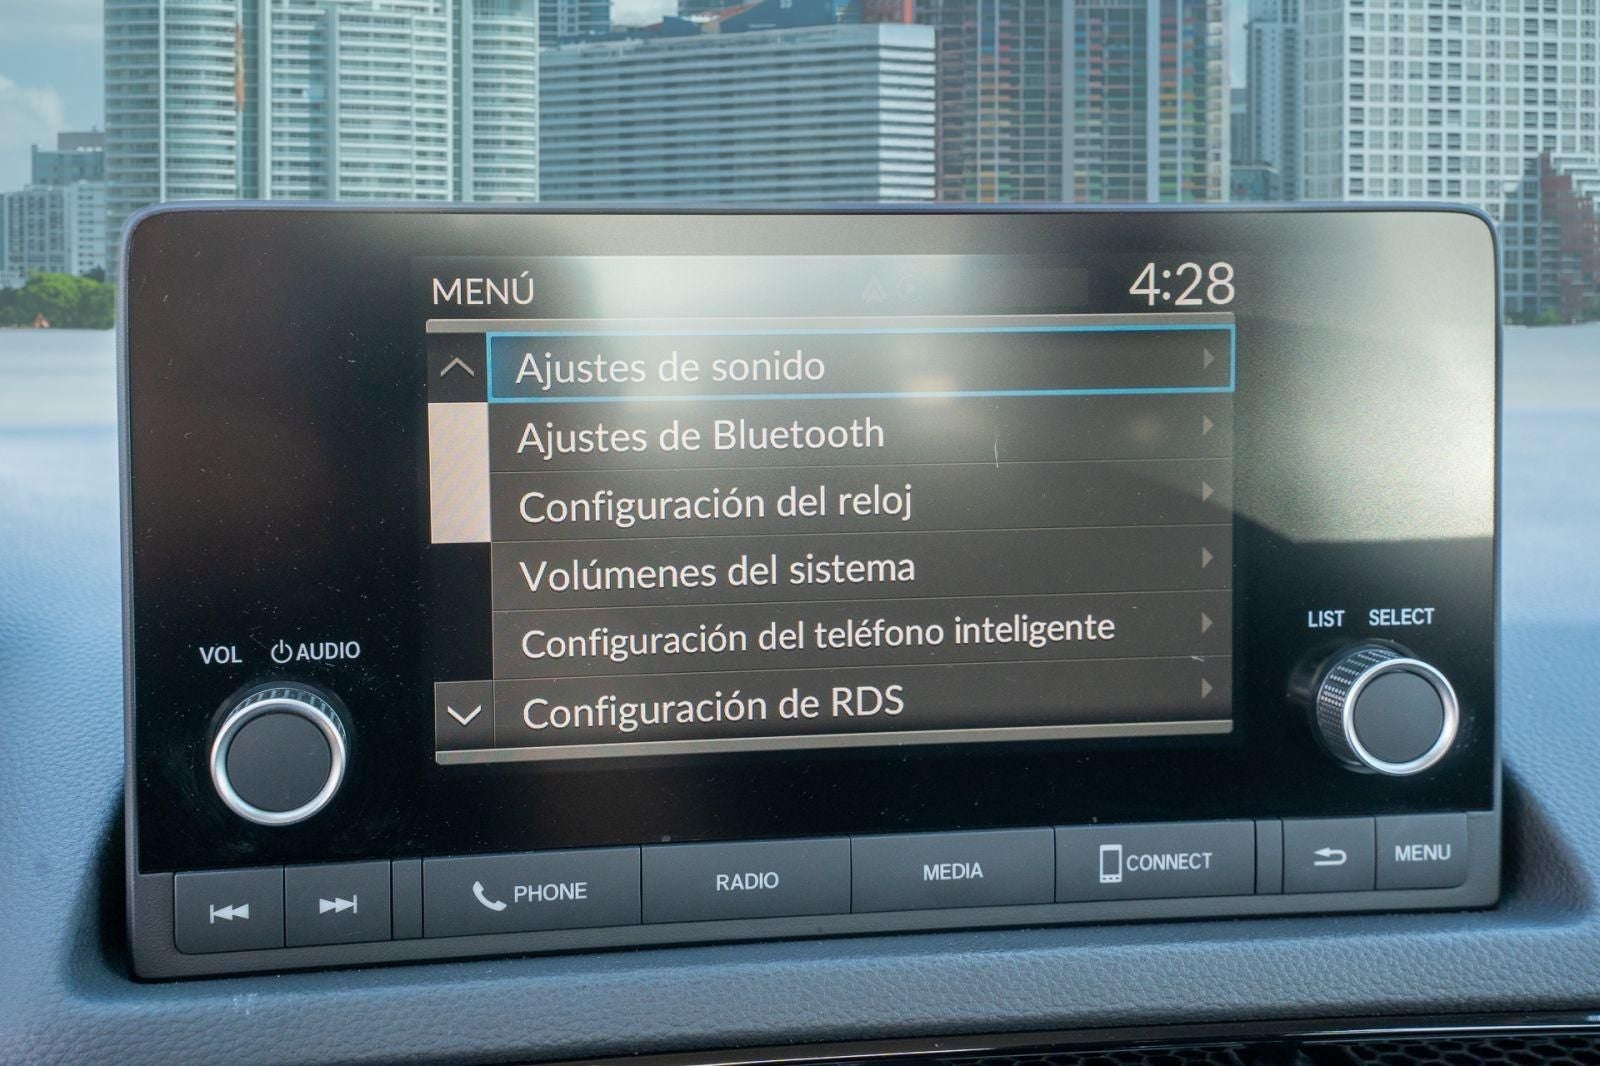 MENÚ 4:28
Ajustes de sonido
Ajustes de Bluetooth
Configuración del reloj
Volúmenes del sistema
Configuración del teléfono inteligente
Configuración de RDS
VOL AUDIO
LIST SELECT
PHONE RADIO MEDIA CONNECT MENU